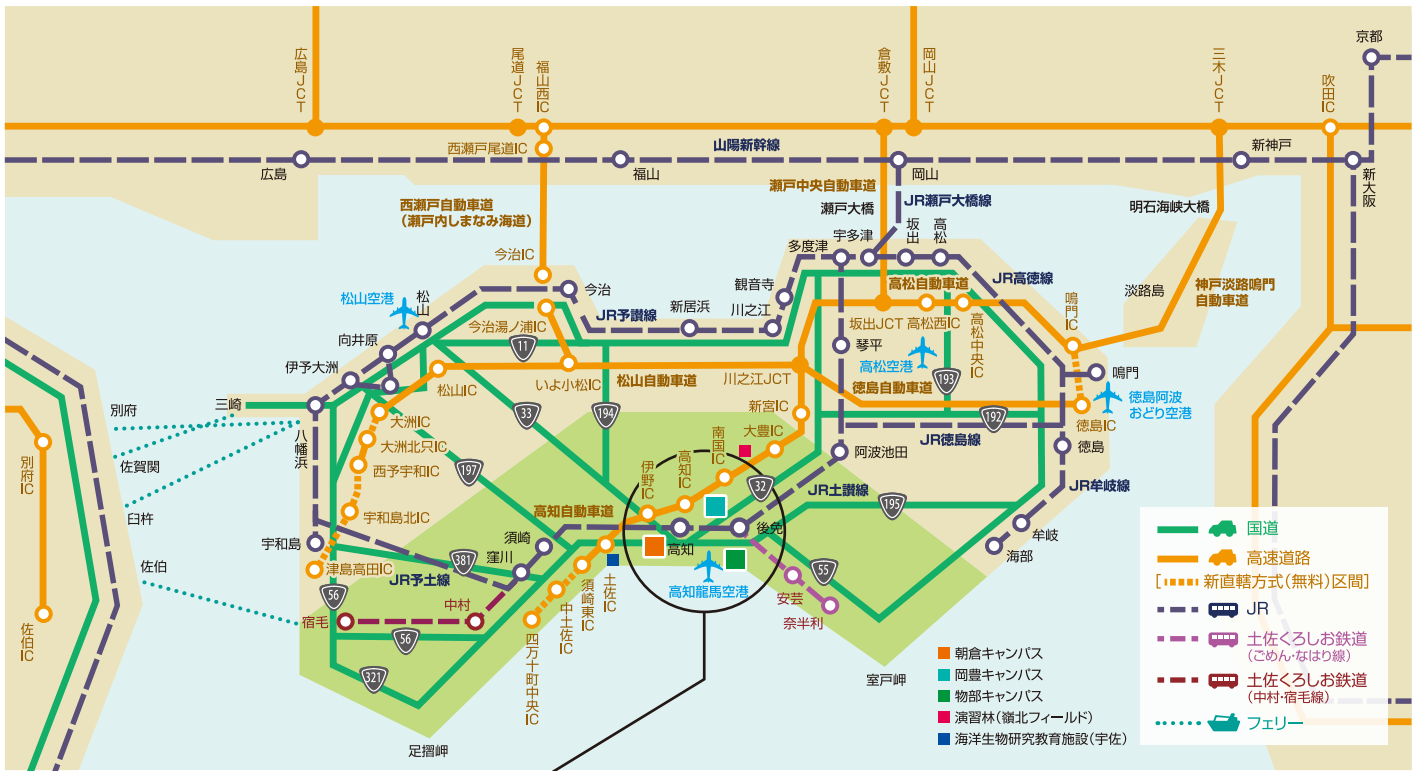 京都
広島JCT
尾道JCT
福山西IC
倉敷JCT
岡山JCT
三木JCT
吹田IC
西瀬戸尾道IC
山陽新幹線
広島
福山
岡山
新神戸
新大阪
瀬戸中央自動車道
西瀬戸自動車道
（瀬戸内しまなみ海道）
瀬戸大橋
JR瀬戸大橋線
明石海峡大橋
多度津
宇多津
坂出
高松
今治IC
JR高徳線
高松自動車道
観音寺
今治
松山空港
松山
新居浜
川之江
JR予讃線
鳴門IC
淡路島
神戸淡路鳴門
自動車道
今治湯ノ浦IC
坂出JCT
高松西IC
高松中央IC
向井原
11
琴平
高松空港
伊予大洲
松山IC
いよ小松IC
松山自動車道
川之江JCT
徳島自動車道
193
鳴門
三崎
別府
八幡浜
大洲IC
33
194
新宮IC
192
徳島IC
徳島阿波
おどり空港
大洲北只IC
佐賀関
西予宇和IC
197
大豊IC
南国IC
JR徳島線
阿波池田
徳島
別府IC
高知IC
伊野IC
32
JR土讃線
195
JR牟岐線
臼杵
宇和島北IC
高知自動車道
宇和島
須崎
窪川
高知
後免
牟岐
海部
佐伯
津島高田IC
JR予土線
381
土佐IC
須崎東IC
中土佐IC
四万十町中央IC
高知龍馬空港
55
安芸
奈半利
56
宿毛
中村
56
佐伯IC
321
足摺岬
室戸岬
朝倉キャンパス
岡豊キャンパス
物部キャンパス
演習林（嶺北フィールド）
海洋生物研究教育施設（宇佐）
国道
高速道路
[新直轄方式（無料）区間]
JR
土佐くろしお鉄道
（ごめん・なはり線）
土佐くろしお鉄道
（中村・宿毛線）
フェリー